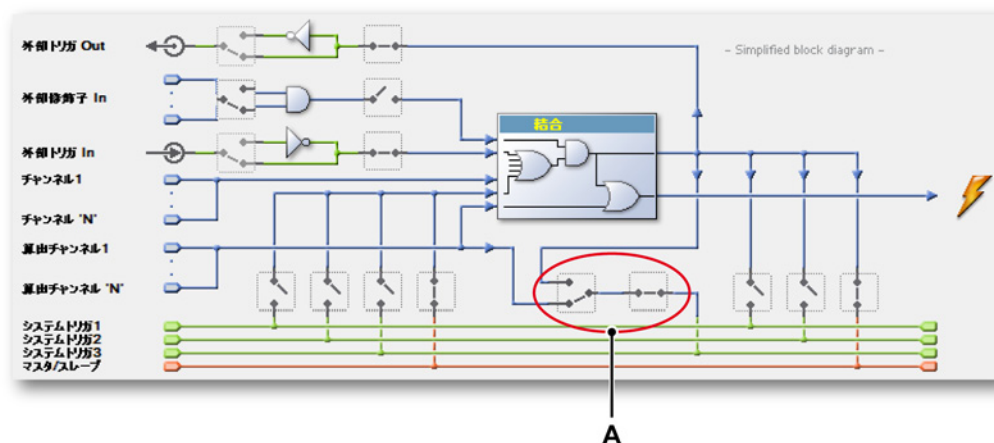 外部トリガ Out
- Simplified block diagram -
外部修飾子 In
結合
外部トリガ In
チャンネル1
チャンネル "N"
算出チャンネル1
算出チャンネル "N"
システムトリガ1
システムトリガ2
システムトリガ3
マスタ/スレーブ
A